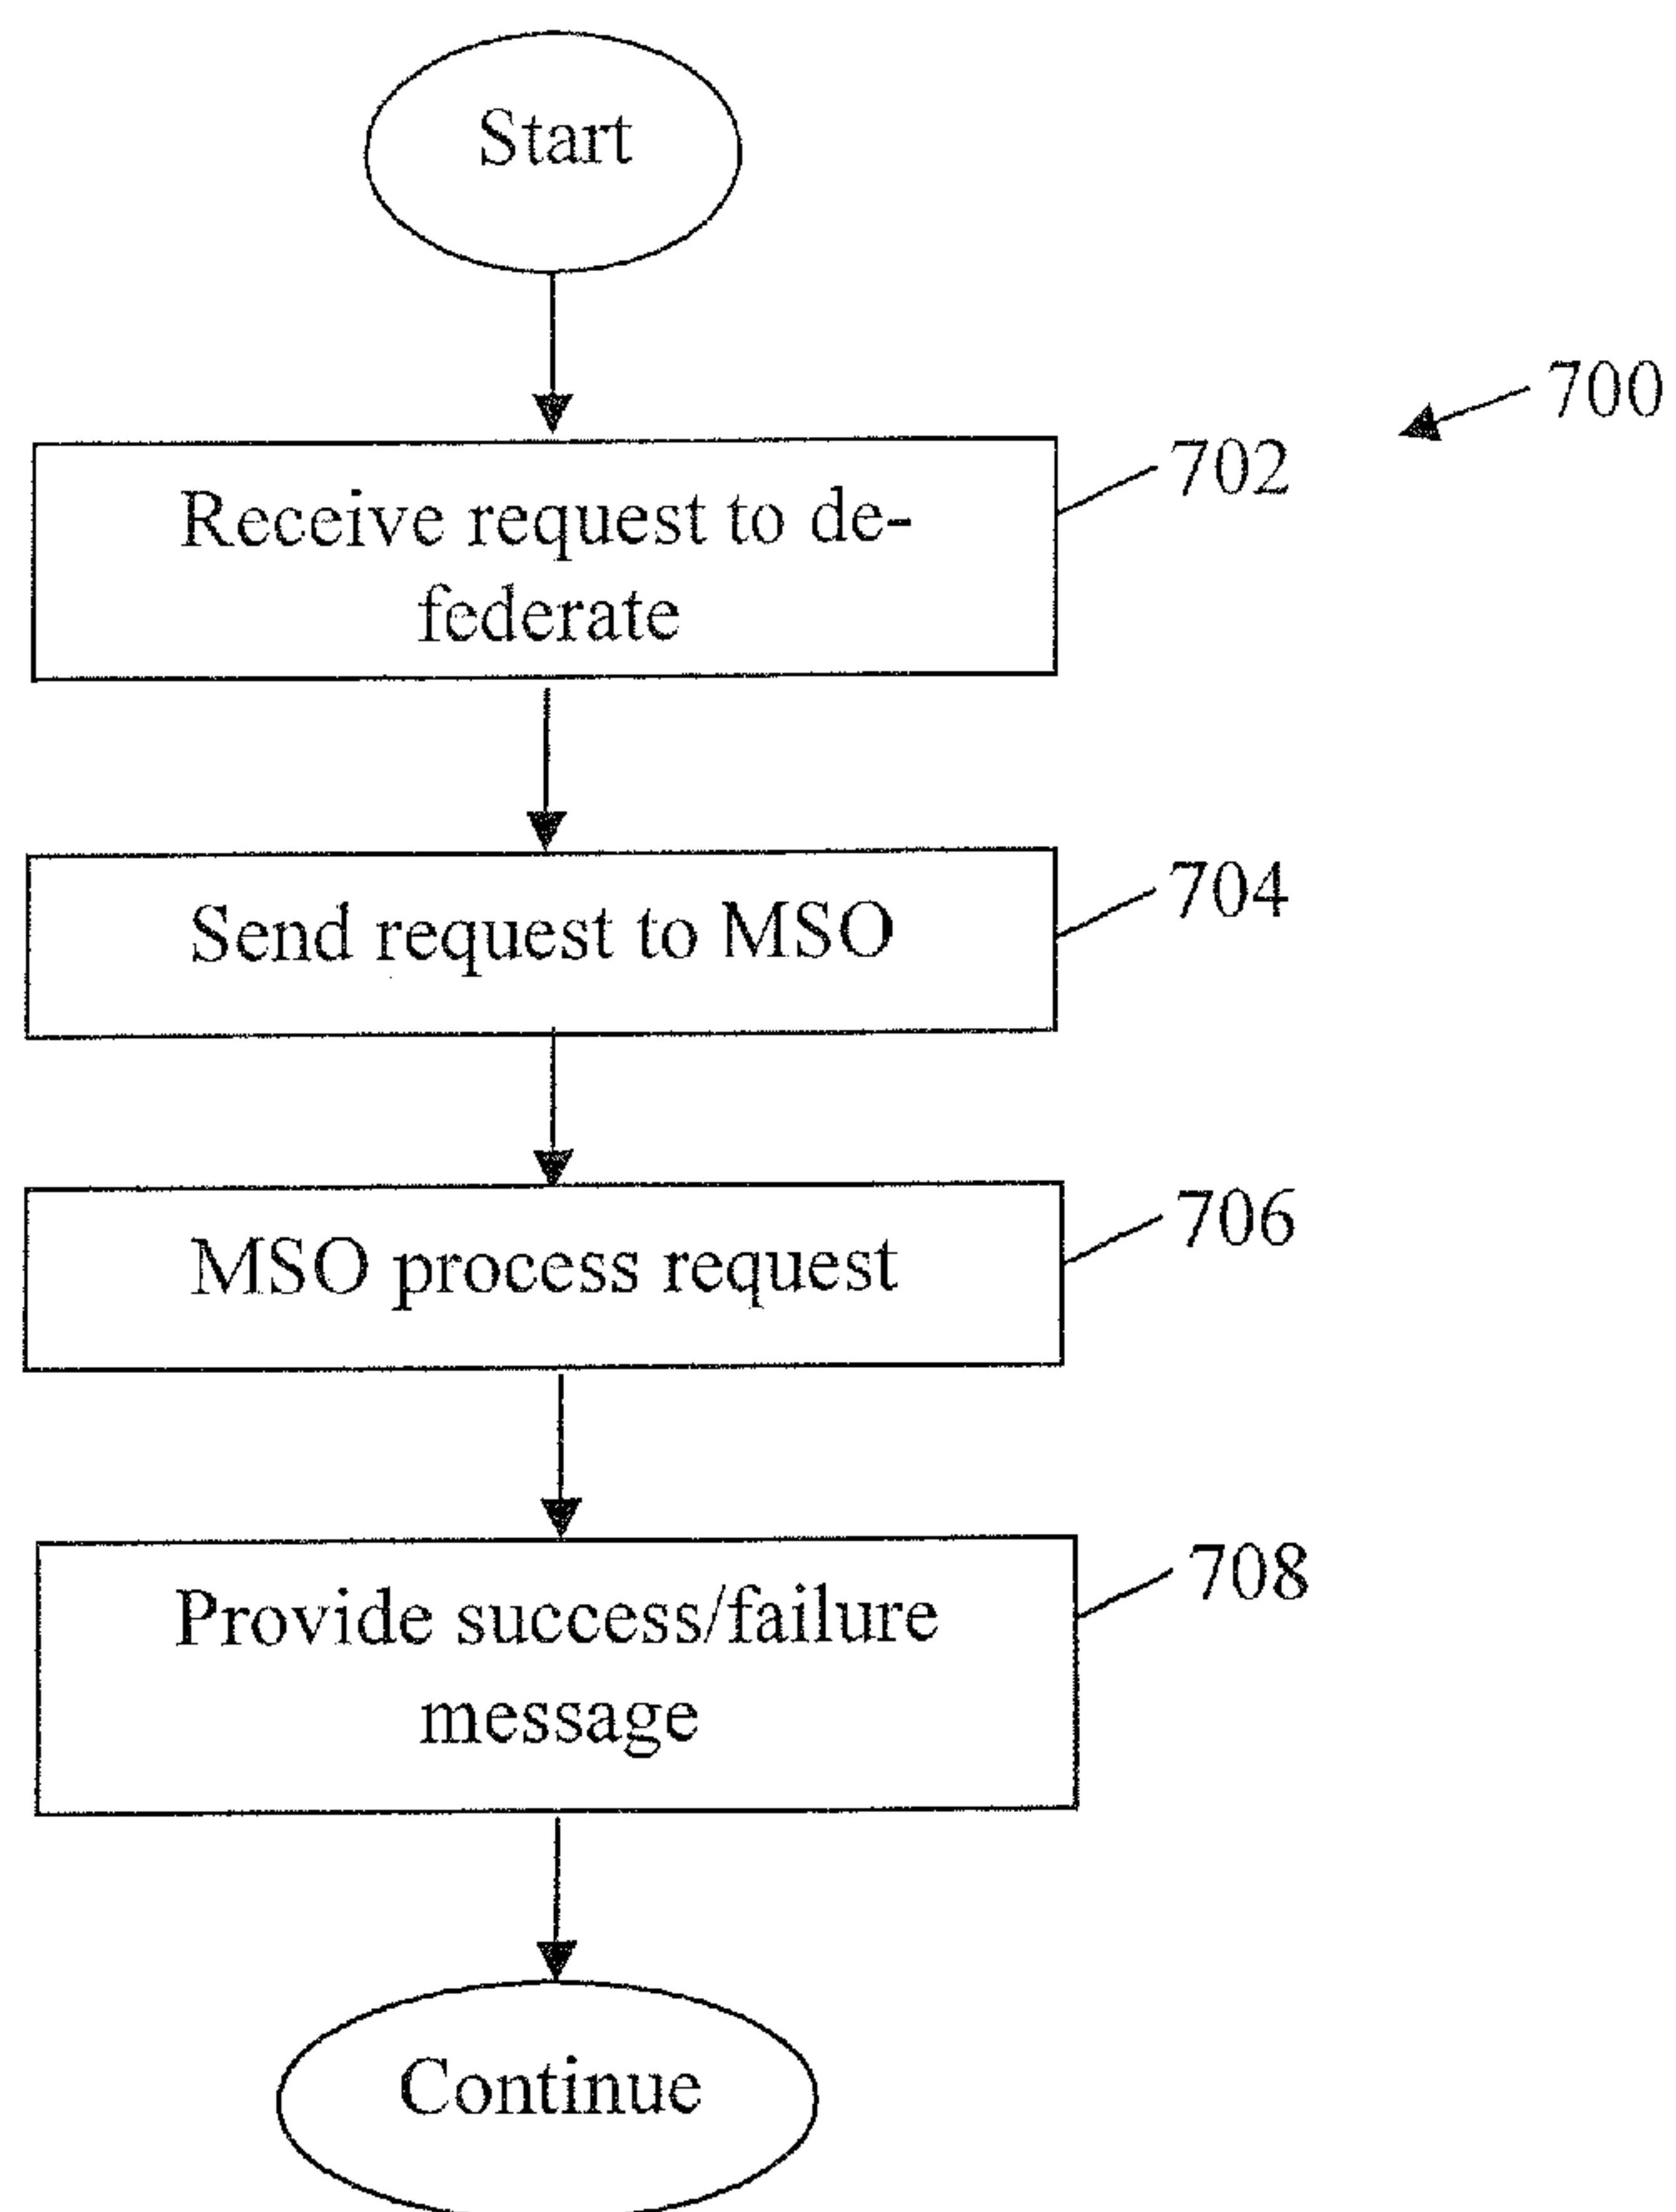 Start
700
702
Receive request to de-
federate
704
Send request to MSO
706
MSO process request
708
Provide success/failure
message
Continue